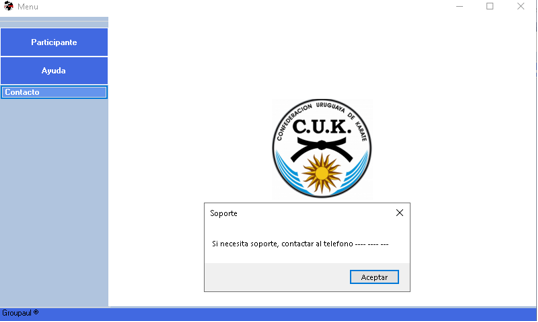 Menu
Participante
Ayuda
Contacto
CONFEDERACION URUGUAYA DE KARATE
C.U.K.
Soporte
Si necesita soporte, contactar al telefono ---- ---- ---
Aceptar
Groupaul ®